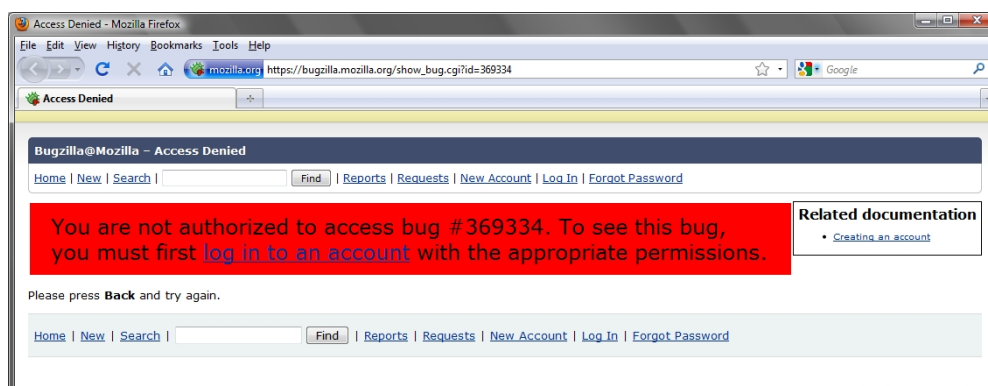 Access Denied - Mozilla Firefox
File Edit View History Bookmarks Tools Help
mozilla.org https://bugzilla.mozilla.org/show_bug.cgi?id=369334 Google
Access Denied
Bugzilla@Mozilla – Access Denied
Home | New | Search | Find | Reports | Requests | New Account | Log In | Forgot Password
You are not authorized to access bug #369334. To see this bug,
you must first log in to an account with the appropriate permissions.
Related documentation
• Creating an account
Please press Back and try again.
Home | New | Search | Find | Reports | Requests | New Account | Log In | Forgot Password